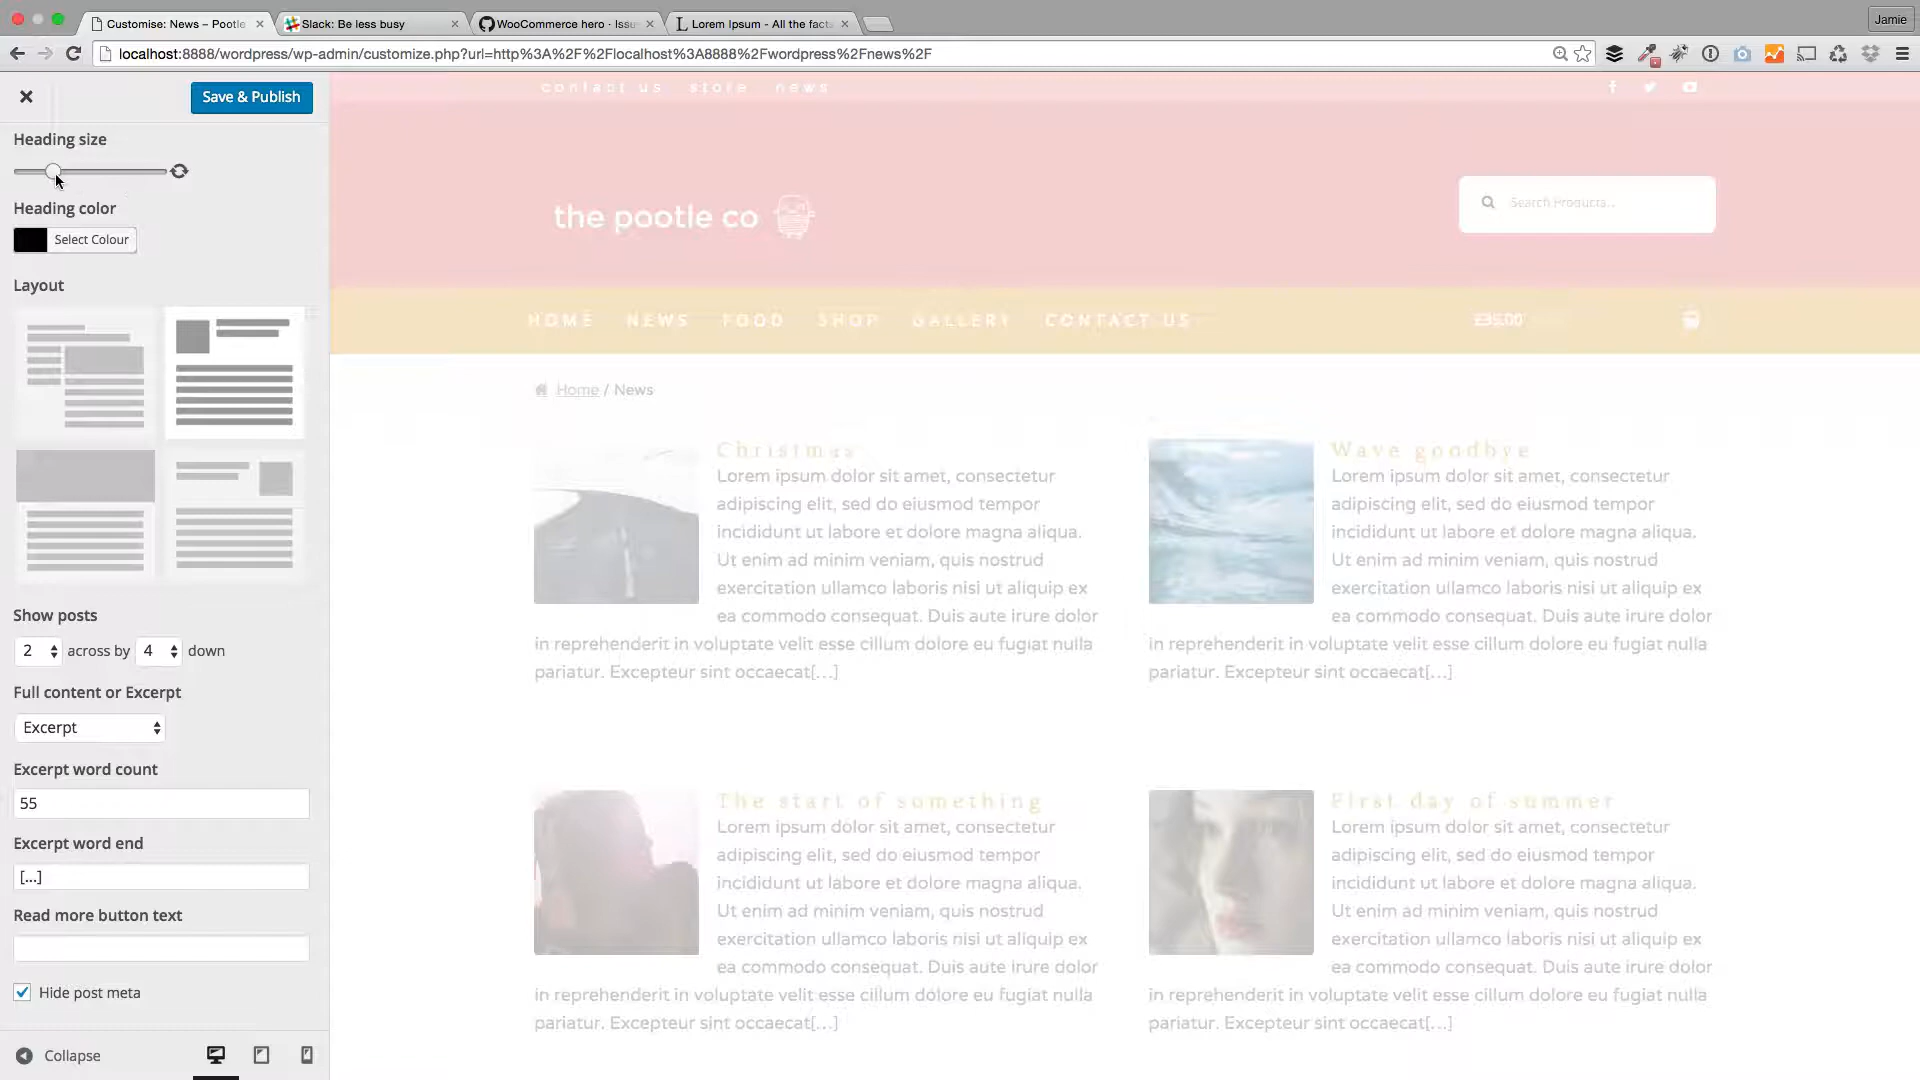 Customise: News – Pootle
Slack: Be less busy
WooCommerce hero · Issu
Lorem Ipsum - All the facts
Jamie
localhost:8888/wordpress/wp-admin/customize.php?url=http%3A%2F%2Flocalhost%3A8888%2Fwordpress%2Fnews%2F
Save & Publish
Heading size
Heading color
Select Colour
Layout
Show posts
2 across by 4 down
Full content or Excerpt
Excerpt
Excerpt word count
55
Excerpt word end
[...]
Read more button text
Hide post meta
Collapse
contact us store news
the pootle co
Search Products...
HOME NEWS FOOD SHOP GALLERY CONTACT US
£35.00
Home / News
Christmas
Lorem ipsum dolor sit amet, consectetur
adipiscing elit, sed do eiusmod tempor
incididunt ut labore et dolore magna aliqua.
Ut enim ad minim veniam, quis nostrud
exercitation ullamco laboris nisi ut aliquip ex
ea commodo consequat. Duis aute irure dolor
in reprehenderit in voluptate velit esse cillum dolore eu fugiat nulla
pariatur. Excepteur sint occaecat[...]
Wave goodbye
Lorem ipsum dolor sit amet, consectetur
adipiscing elit, sed do eiusmod tempor
incididunt ut labore et dolore magna aliqua.
Ut enim ad minim veniam, quis nostrud
exercitation ullamco laboris nisi ut aliquip ex
ea commodo consequat. Duis aute irure dolor
in reprehenderit in voluptate velit esse cillum dolore eu fugiat nulla
pariatur. Excepteur sint occaecat[...]
The start of something
Lorem ipsum dolor sit amet, consectetur
adipiscing elit, sed do eiusmod tempor
incididunt ut labore et dolore magna aliqua.
Ut enim ad minim veniam, quis nostrud
exercitation ullamco laboris nisi ut aliquip ex
ea commodo consequat. Duis aute irure dolor
in reprehenderit in voluptate velit esse cillum dolore eu fugiat nulla
pariatur. Excepteur sint occaecat[...]
First day of summer
Lorem ipsum dolor sit amet, consectetur
adipiscing elit, sed do eiusmod tempor
incididunt ut labore et dolore magna aliqua.
Ut enim ad minim veniam, quis nostrud
exercitation ullamco laboris nisi ut aliquip ex
ea commodo consequat. Duis aute irure dolor
in reprehenderit in voluptate velit esse cillum dolore eu fugiat nulla
pariatur. Excepteur sint occaecat[...]